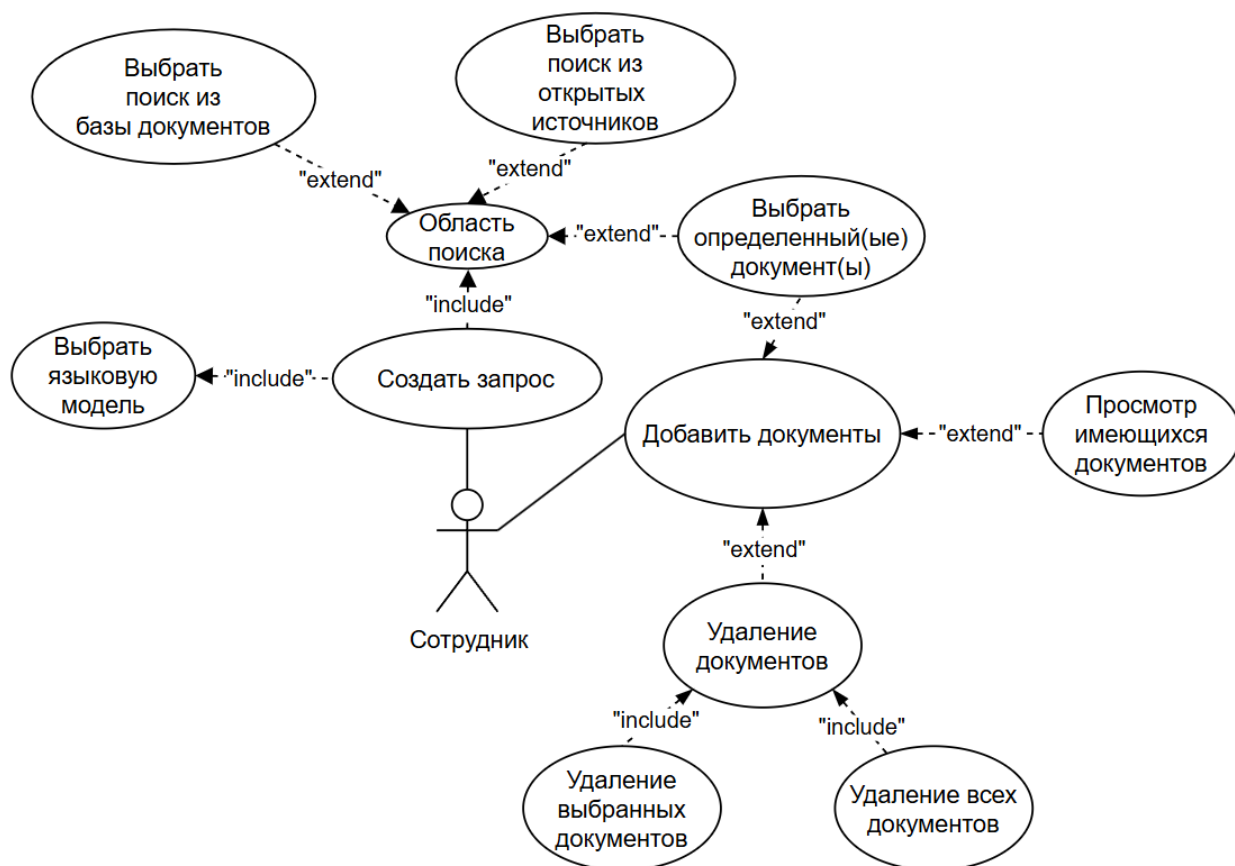 Выбрать
поиск из
базы документов
Выбрать
поиск из
открытых
источников
"extend"
"extend"
Область
поиска
"extend"
Выбрать
определенный(ые)
документ(ы)
"include"
"extend"
Выбрать
языковую
модель
"include"
Создать запрос
Добавить документы
"extend"
Просмотр
имеющихся
документов
Сотрудник
"extend"
Удаление
документов
"include"
"include"
Удаление
выбранных
документов
Удаление всех
документов